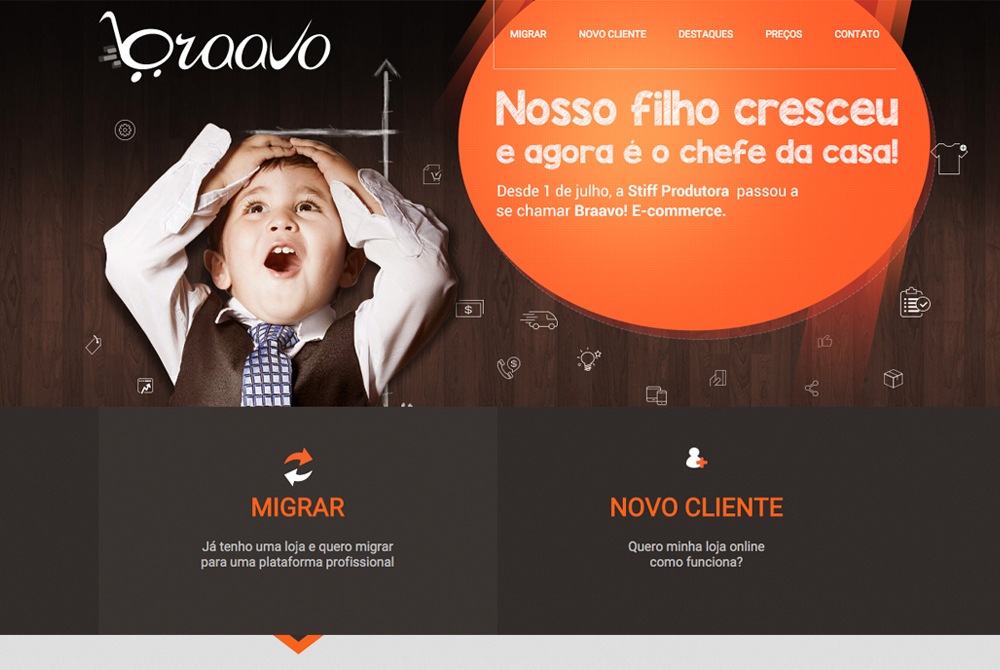 braavo
MIGRAR NOVO CLIENTE DESTAQUES PREÇOS CONTATO
Nosso filho cresceu
e agora é o chefe da casa!
Desde 1 de julho, a Stiff Produtora passou a
se chamar Braavo! E-commerce.
MIGRAR
Já tenho uma loja e quero migrar
para uma plataforma profissional
NOVO CLIENTE
Quero minha loja online
como funciona?